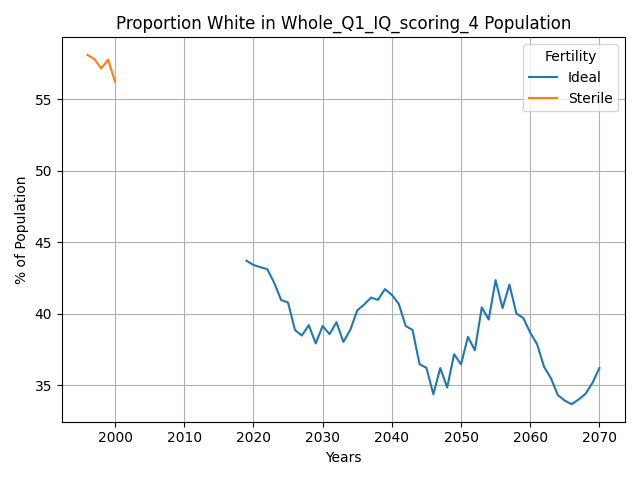 Proportion White in Whole_Q1_IQ_scoring_4 Population
Fertility
Ideal
Sterile
% of Population
55
50
45
40
35
2000
2010
2020
2030
2040
2050
2060
2070
Years